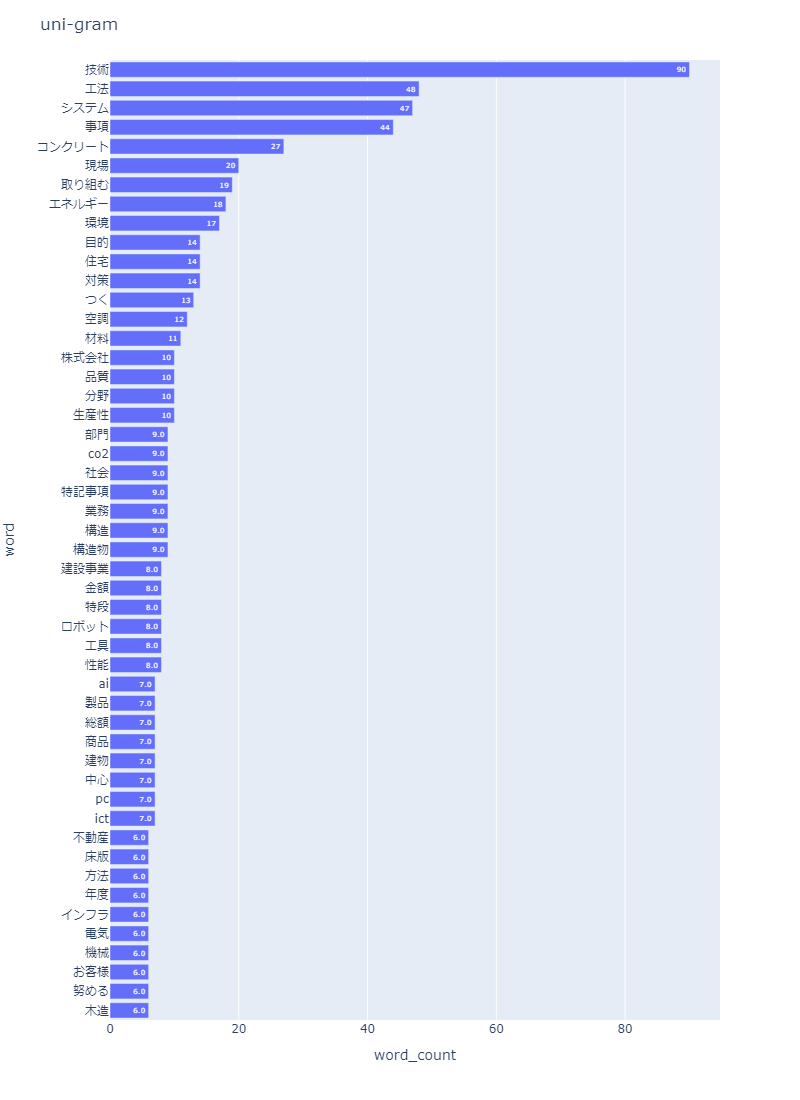 uni-gram
技術 90
工法 48
システム 47
事項 44
コンクリート 27
現場 20
取り組む 19
エネルギー 18
環境 17
目的 14
住宅 14
対策 14
つく 13
空調 12
材料 11
株式会社 10
品質 10
分野 10
生産性 10
部門 9.0
co2 9.0
社会 9.0
特記事項 9.0
業務 9.0
構造 9.0
構造物 9.0
建設事業 8.0
金額 8.0
特段 8.0
ロボット 8.0
工具 8.0
性能 8.0
ai 7.0
製品 7.0
総額 7.0
商品 7.0
建物 7.0
中心 7.0
pc 7.0
ict 7.0
不動産 6.0
床版 6.0
方法 6.0
年度 6.0
インフラ 6.0
電気 6.0
機械 6.0
お客様 6.0
努める 6.0
木造 6.0
word
0 20 40 60 80
word_count